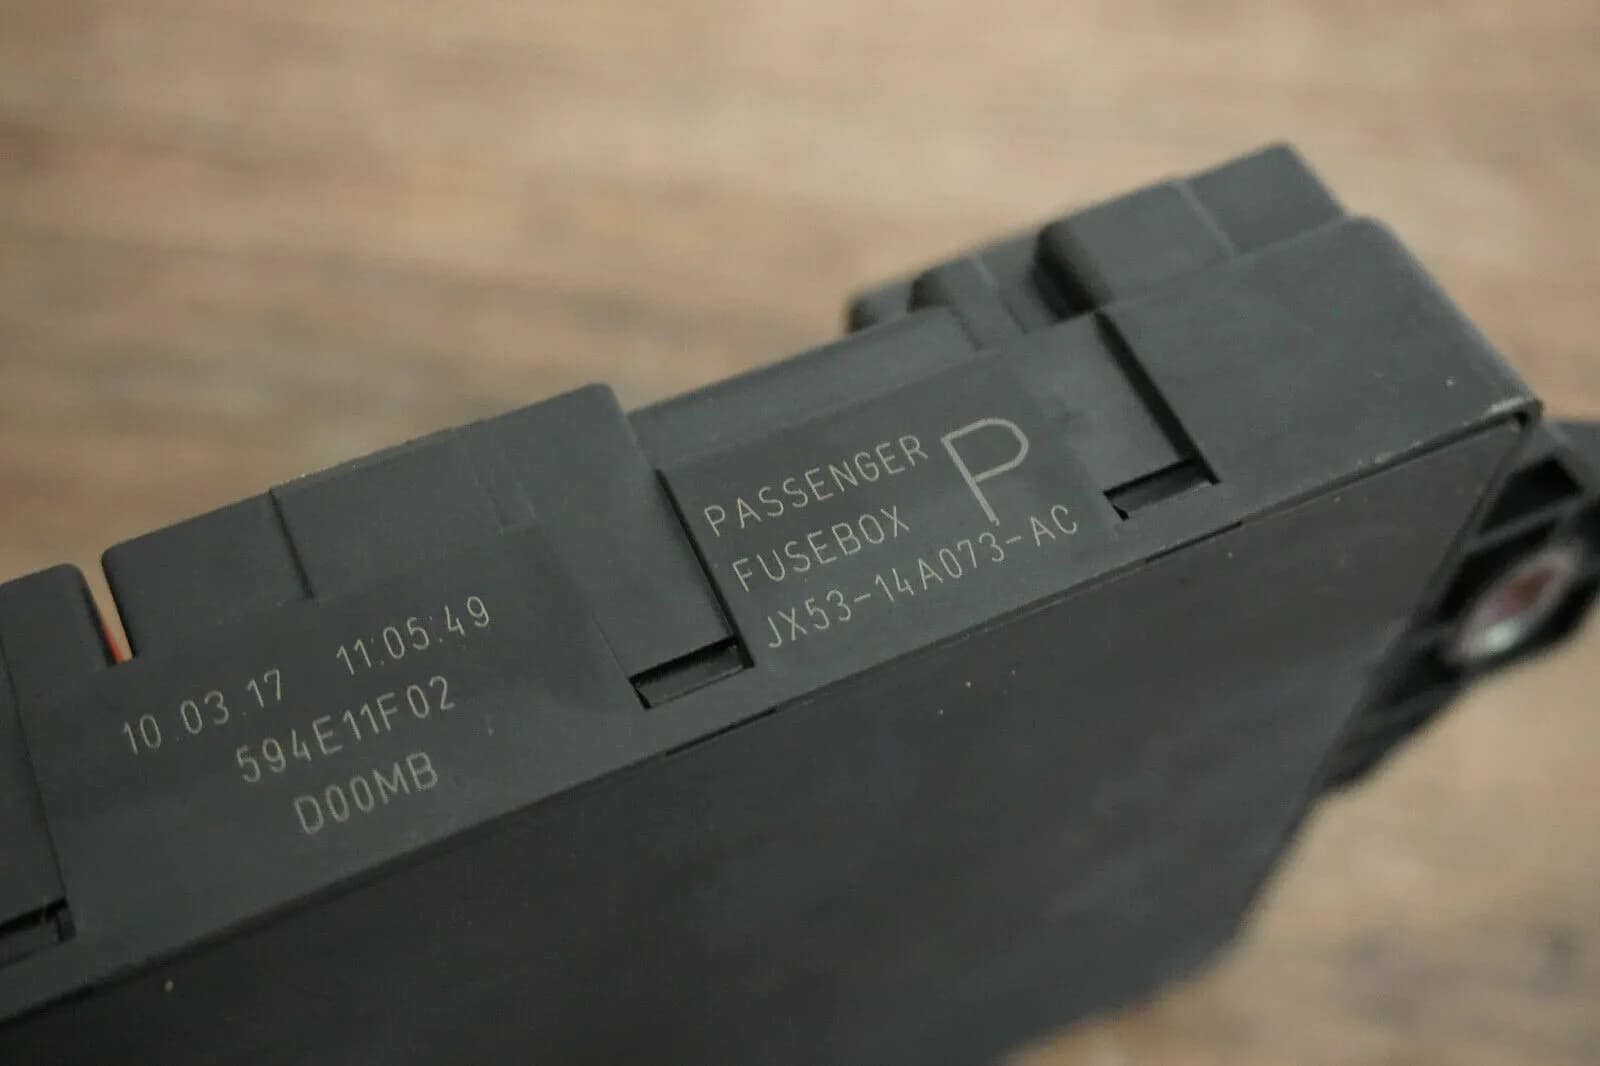 10.03.17 11:05:49
594E11F02
D00MB
PASSENGER
FUSEBOX
P
JX53-14A073-AC